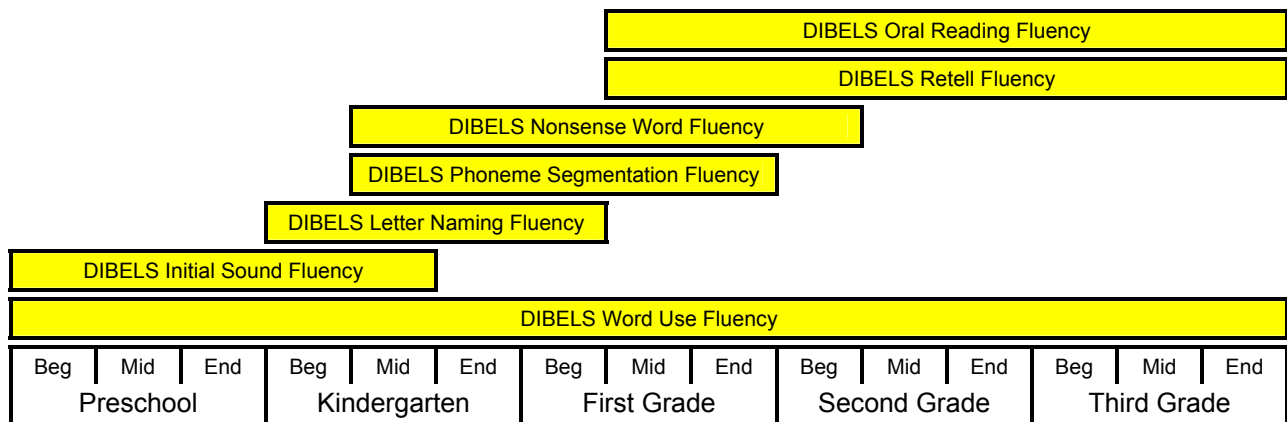 DIBELS Oral Reading Fluency
DIBELS Retell Fluency
DIBELS Nonsense Word Fluency
DIBELS Phoneme Segmentation Fluency
DIBELS Letter Naming Fluency
DIBELS Initial Sound Fluency
DIBELS Word Use Fluency
Beg Mid End Beg Mid End Beg Mid End Beg Mid End Beg Mid End
Preschool Kindergarten First Grade Second Grade Third Grade